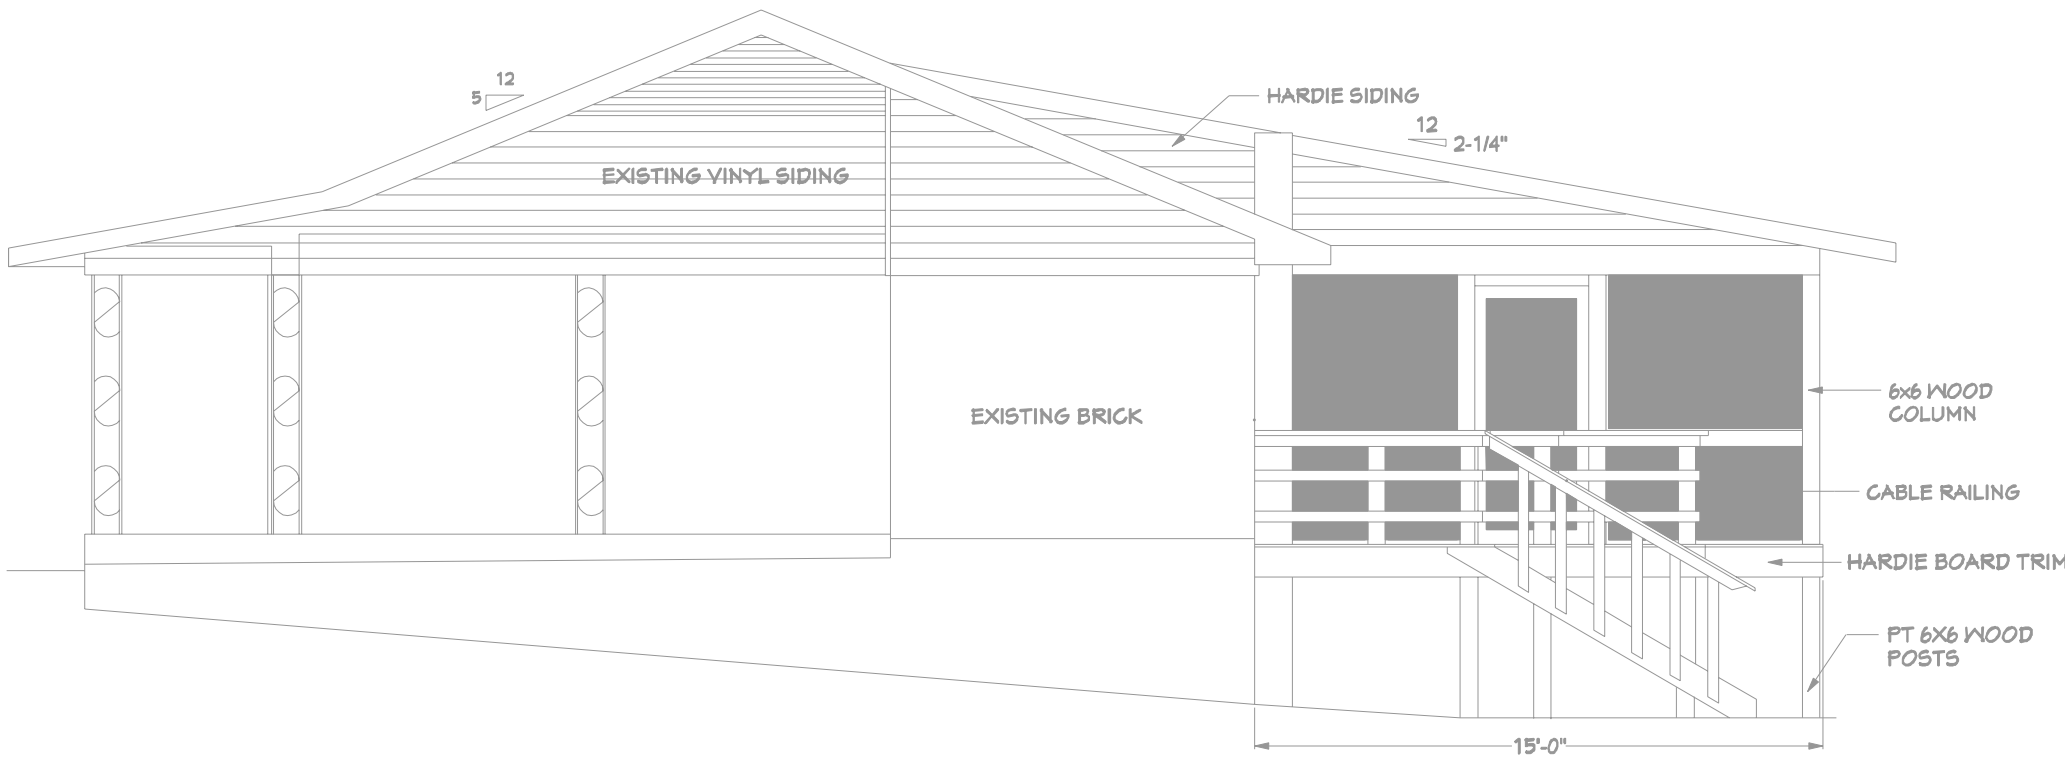 12
5
HARDIE SIDING
12
2-1/4"
EXISTING VINYL SIDING
6x6 WOOD
COLUMN
EXISTING BRICK
CABLE RAILING
HARDIE BOARD TRIM
PT 6X6 WOOD
POSTS
15'-0"